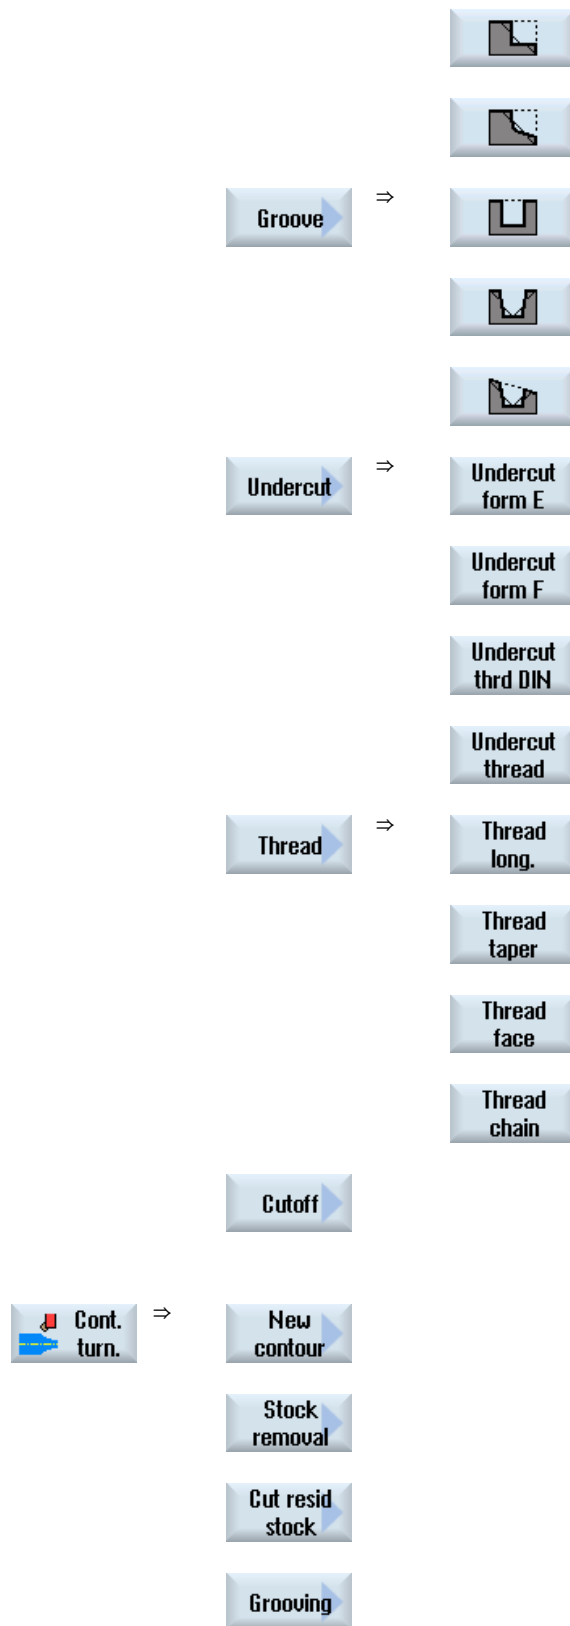 Groove ⇒
Undercut ⇒
Undercut
form E
Undercut
form F
Undercut
thrd DIN
Undercut
thread
Thread ⇒
Thread
long.
Thread
taper
Thread
face
Thread
chain
Cutoff
Cont.
turn.
⇒
New
contour
Stock
removal
Cut resid
stock
Grooving